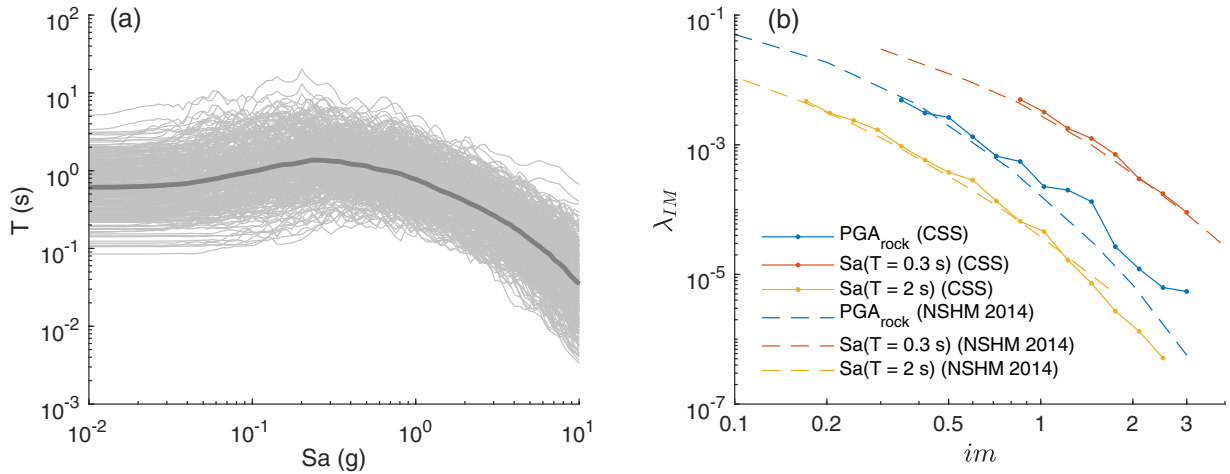 (a)
T (s)
10^2
10^1
10^0
10^-1
10^-2
10^-3
10^-2
10^-1
10^0
10^1
Sa (g)
(b)
λ_IM
10^-1
10^-3
10^-5
10^-7
PGA_rock (CSS)
Sa(T = 0.3 s) (CSS)
Sa(T = 2 s) (CSS)
PGA_rock (NSHM 2014)
Sa(T = 0.3 s) (NSHM 2014)
Sa(T = 2 s) (NSHM 2014)
0.1
0.2
0.5
1
2
3
im